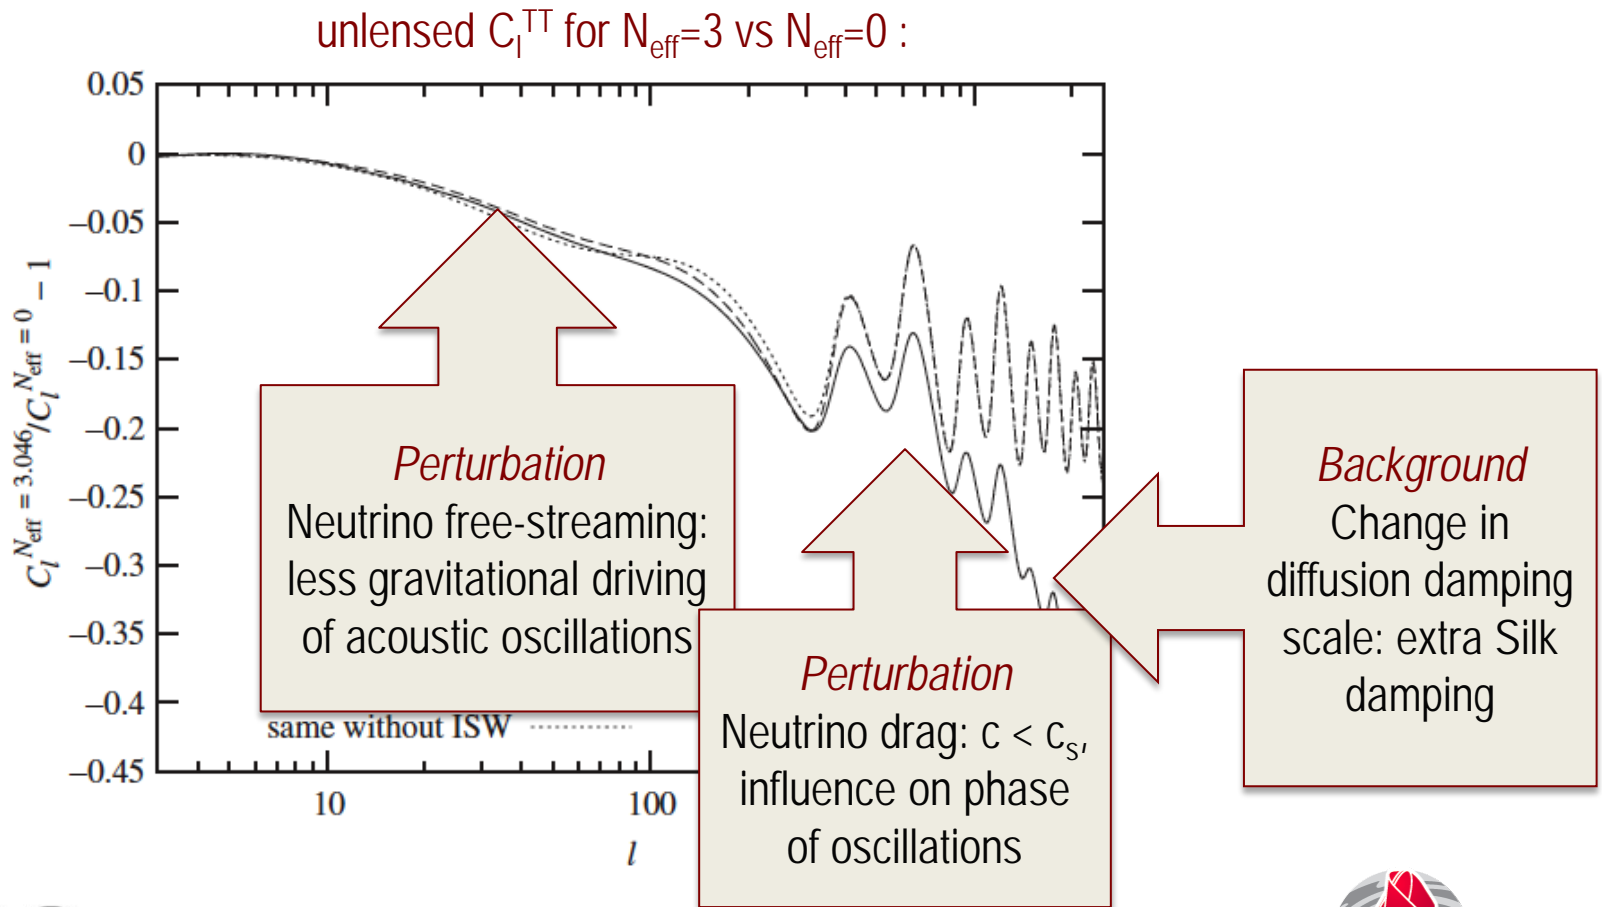 unlensed C_l^TT for N_eff=3 vs N_eff=0 :
0.05
0
–0.05
–0.1
–0.15
–0.2
–0.25
–0.3
–0.35
–0.4
–0.45
C_l^{N_eff = 3.046}/C_l^{N_eff = 0} – 1
Perturbation
Neutrino free-streaming:
less gravitational driving
of acoustic oscillations
same without ISW
Perturbation
Neutrino drag: c < c_s,
influence on phase
of oscillations
Background
Change in
diffusion damping
scale: extra Silk
damping
10
100
l